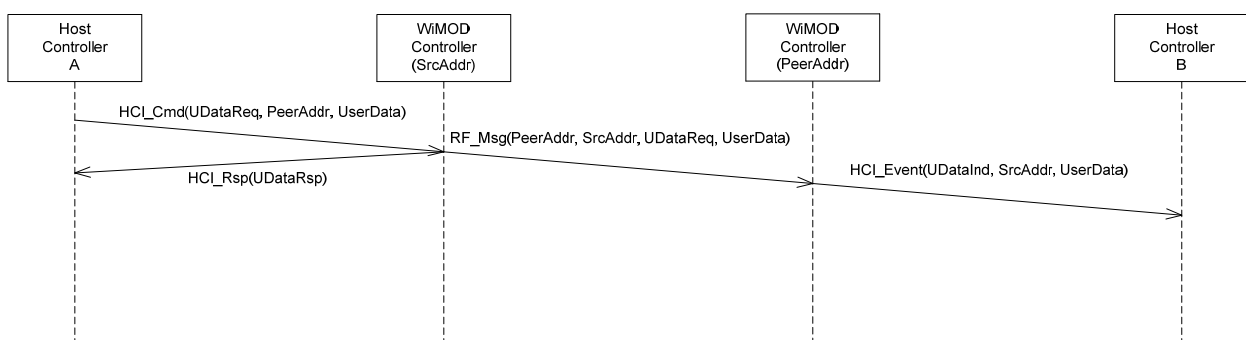 Host
Controller
A
WiMOD
Controller
(SrcAddr)
WiMOD
Controller
(PeerAddr)
Host
Controller
B
HCI_Cmd(UDataReq, PeerAddr, UserData)
RF_Msg(PeerAddr, SrcAddr, UDataReq, UserData)
HCI_Event(UDataInd, SrcAddr, UserData)
HCI_Rsp(UDataRsp)